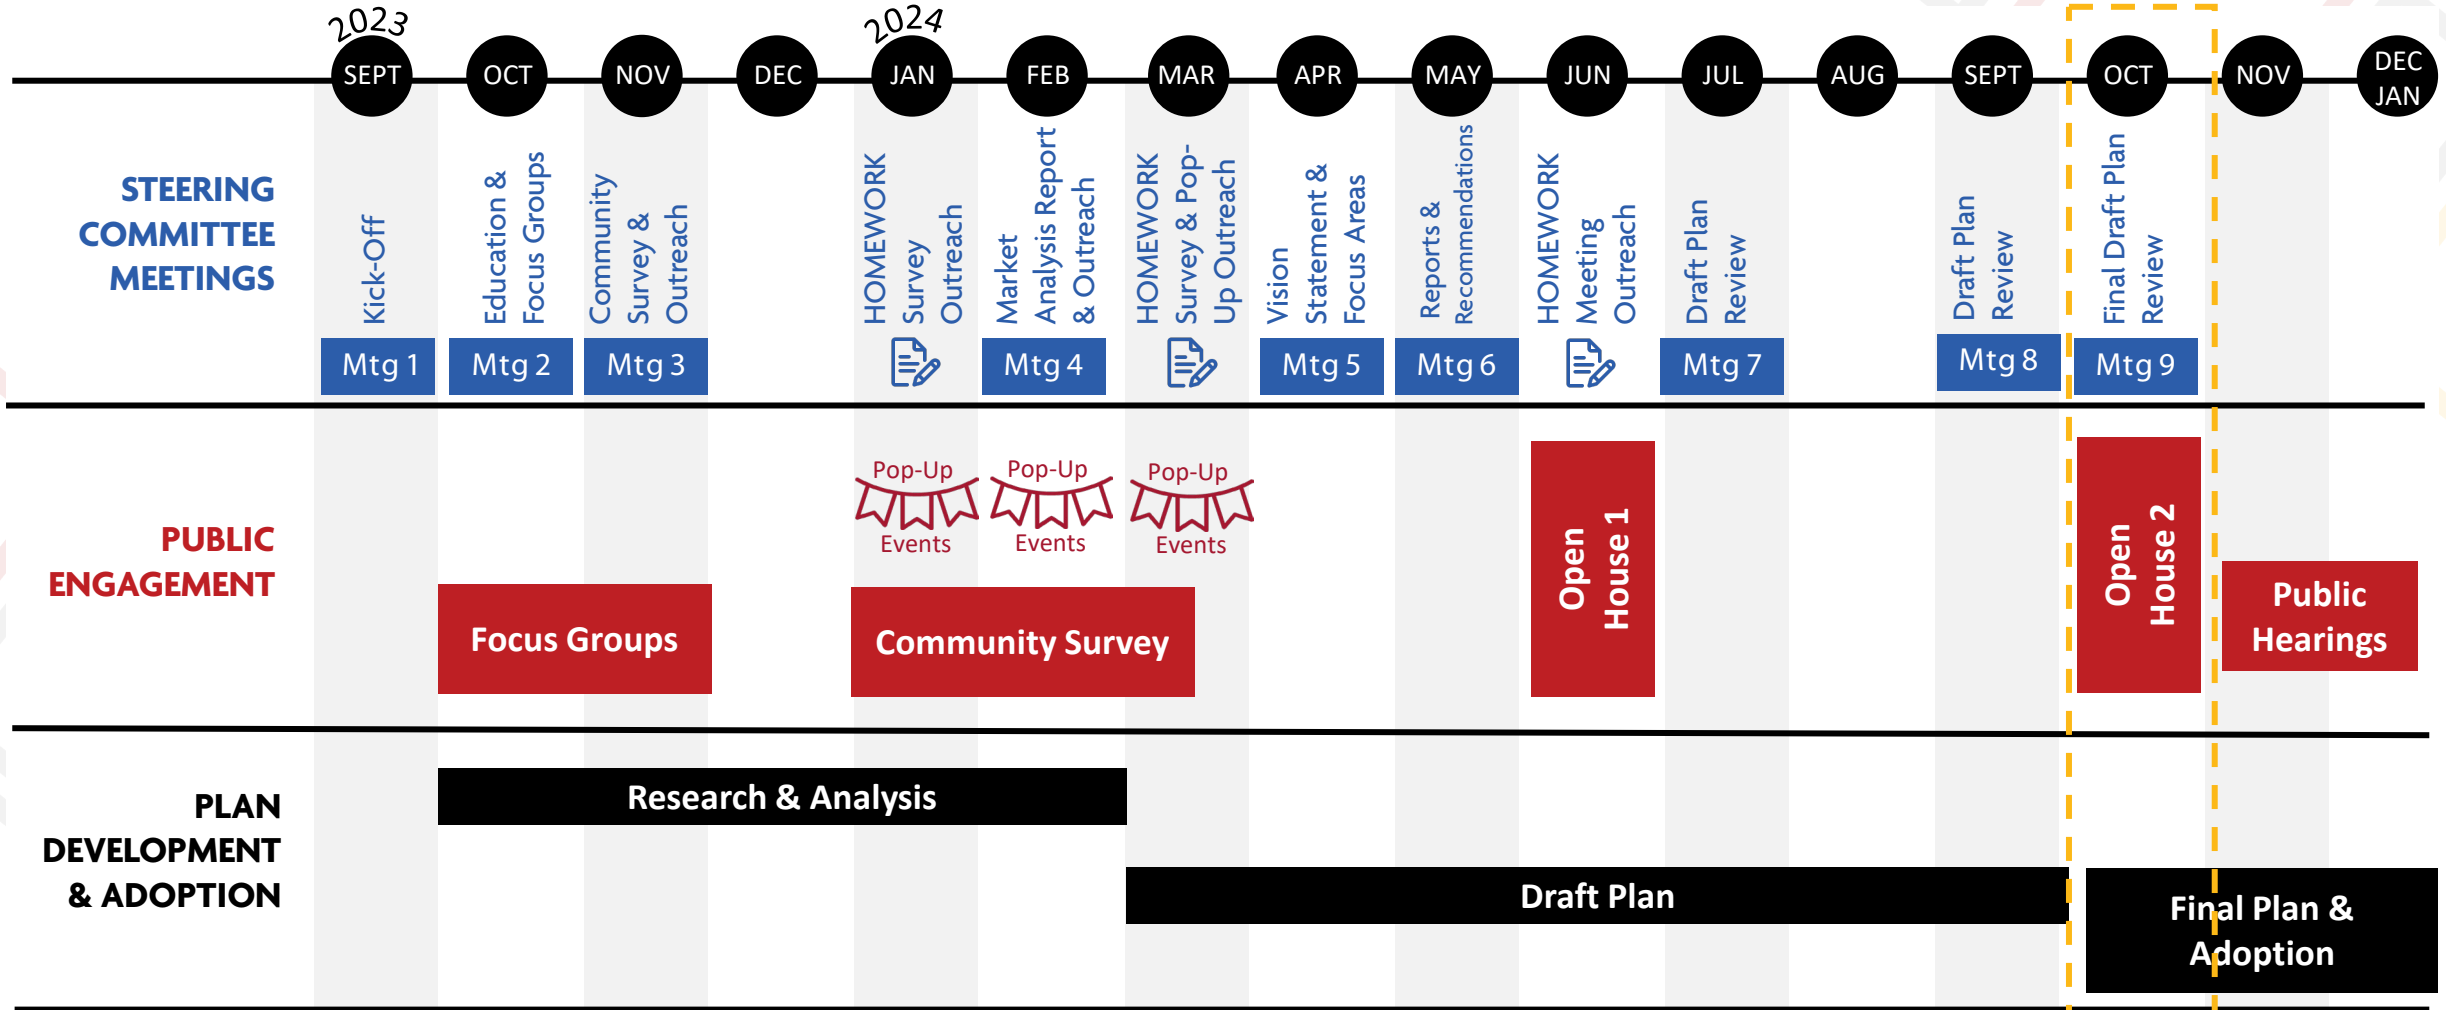 2023
2024
SEPT
OCT
NOV
DEC
JAN
FEB
MAR
APR
MAY
JUN
JUL
AUG
SEPT
OCT
NOV
DEC
JAN
STEERING
COMMITTEE
MEETINGS
Kick-Off
Mtg 1
Education &
Focus Groups
Mtg 2
Community
Survey &
Outreach
Mtg 3
HOMEWORK
Survey
Outreach
Market
Analysis Report
& Outreach
Mtg 4
HOMEWORK
Survey & Pop-
Up Outreach
Vision
Statement &
Focus Areas
Mtg 5
Reports &
Recommendations
Mtg 6
HOMEWORK
Meeting
Outreach
Draft Plan
Review
Mtg 7
Draft Plan
Review
Mtg 8
Final Draft Plan
Review
Mtg 9
PUBLIC
ENGAGEMENT
Focus Groups
Pop-Up
Events
Pop-Up
Events
Pop-Up
Events
Community Survey
Open
House 1
Open
House 2
Public
Hearings
PLAN
DEVELOPMENT
& ADOPTION
Research & Analysis
Draft Plan
Final Plan &
Adoption